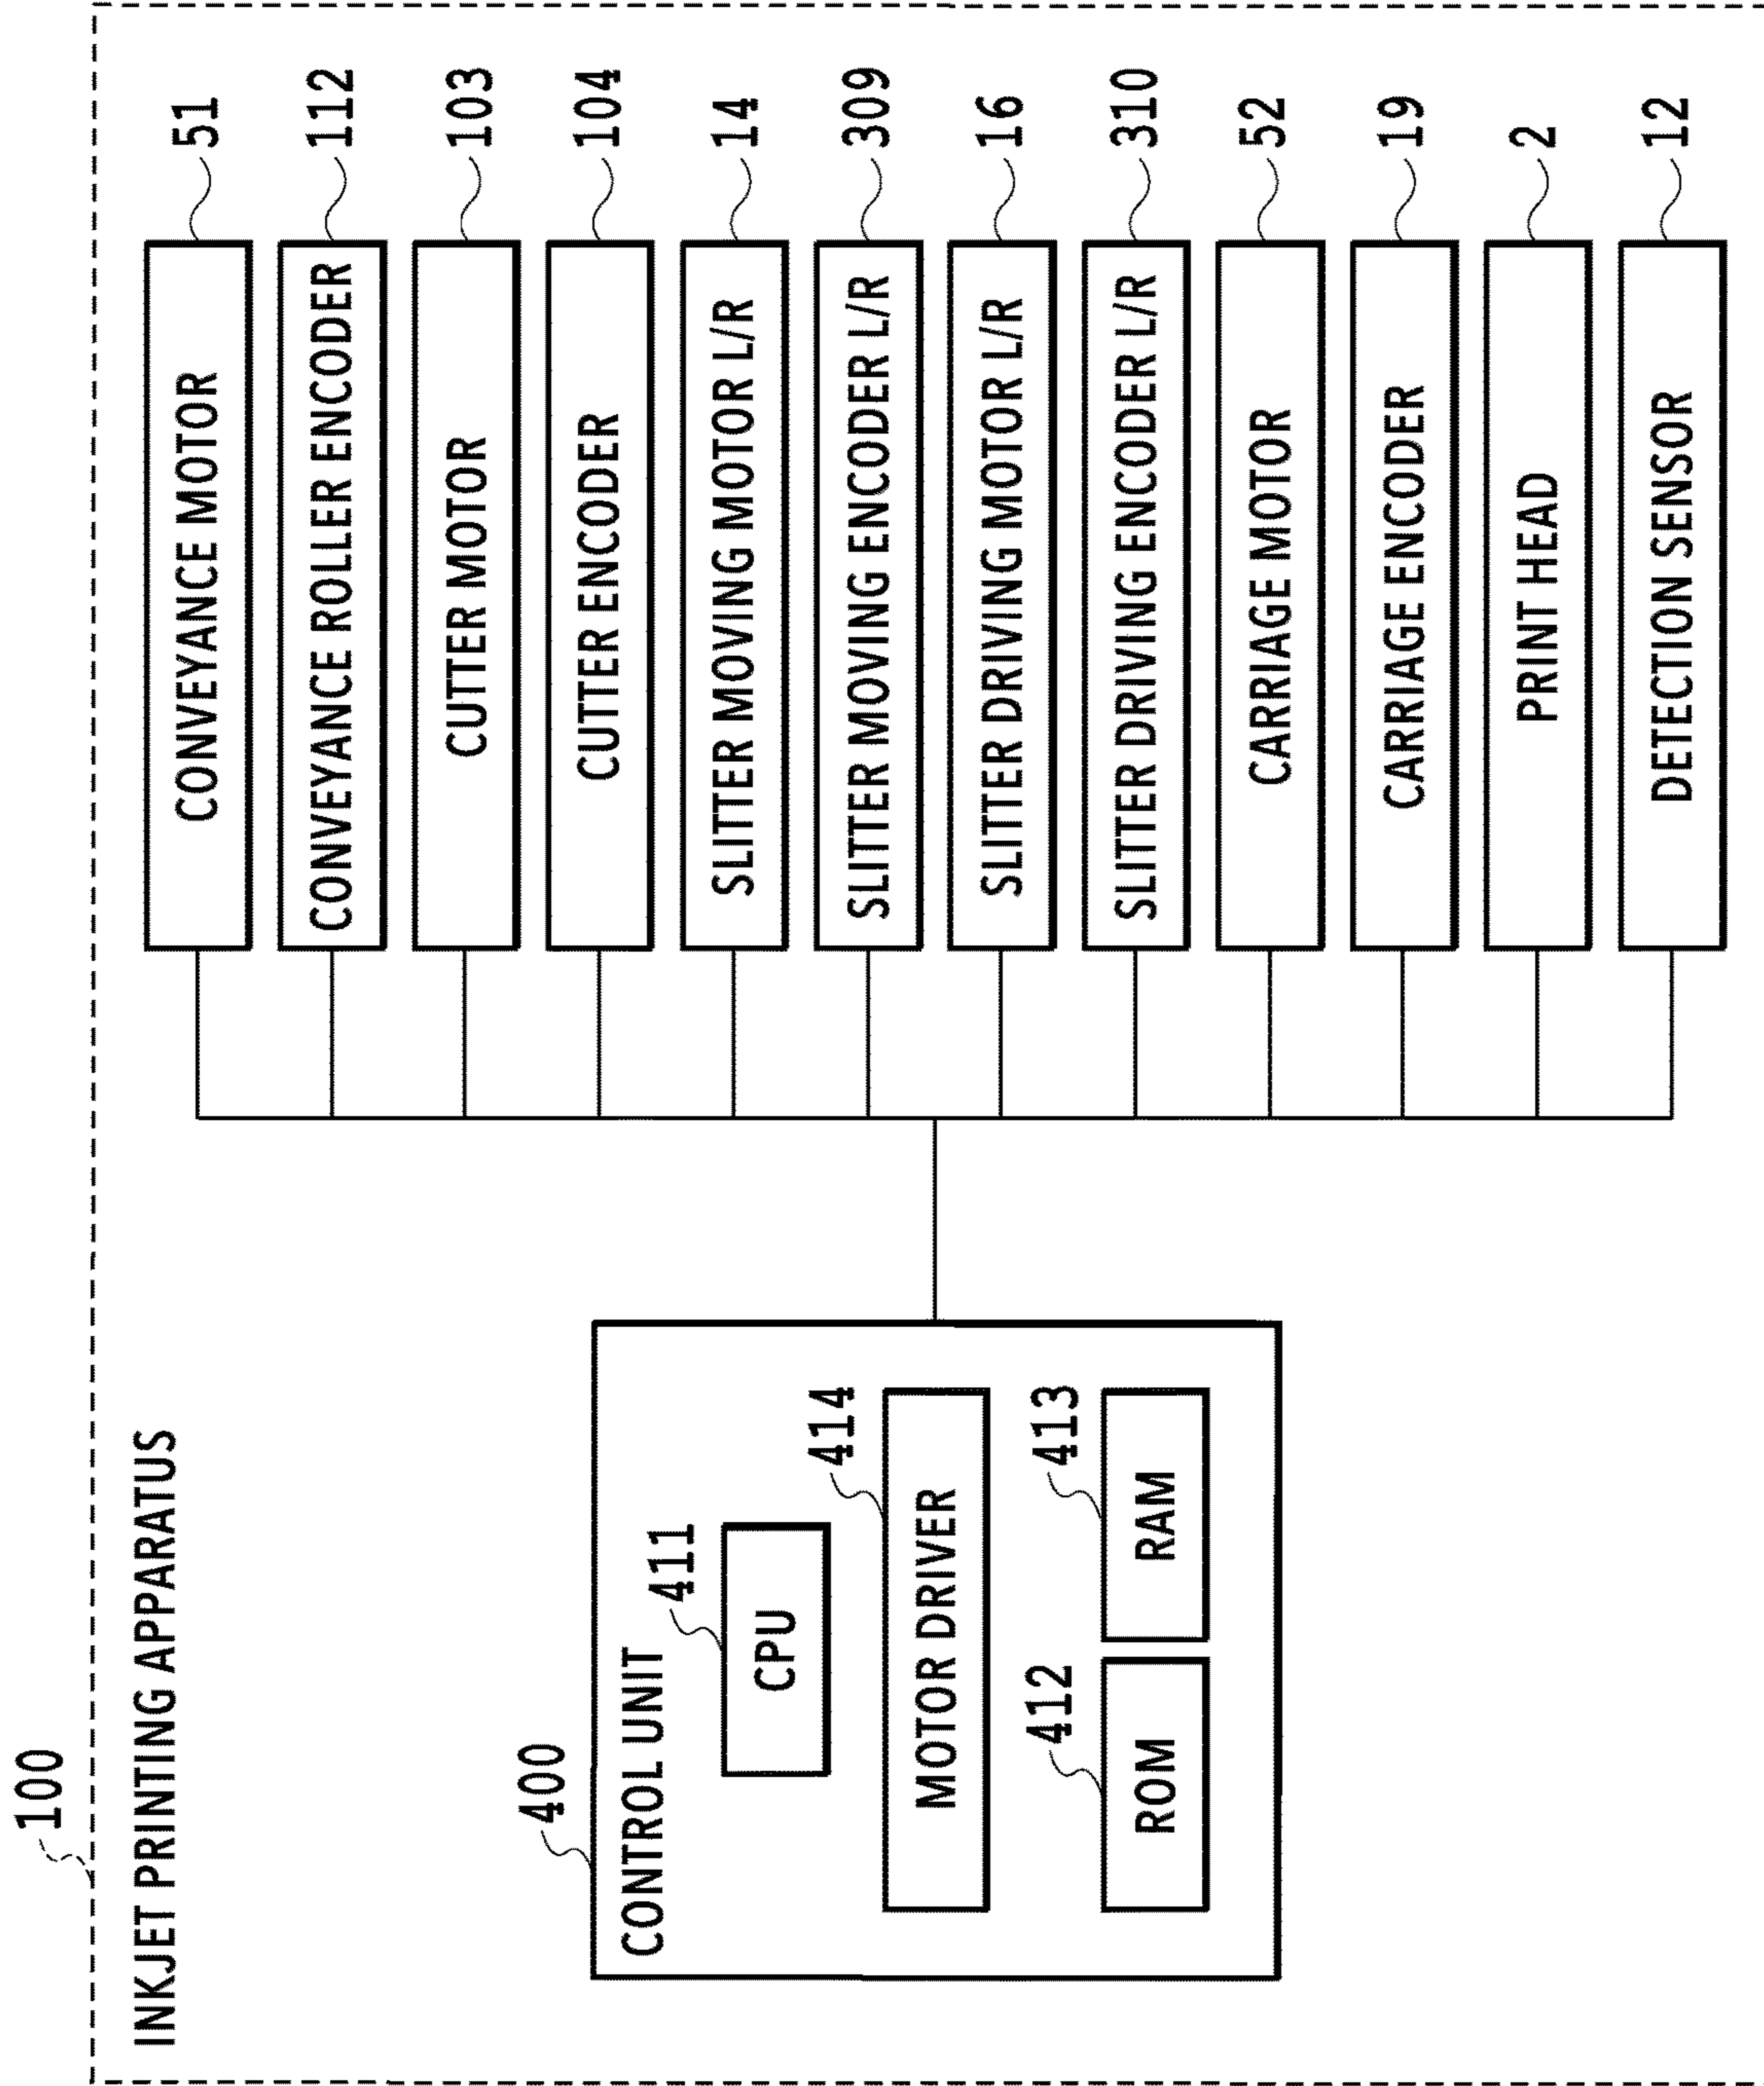 100
INKJET PRINTING APPARATUS
400
CONTROL UNIT
411
CPU
414
MOTOR DRIVER
412
ROM
413
RAM
CONVEYANCE MOTOR 51
CONVEYANCE ROLLER ENCODER 112
CUTTER MOTOR 103
CUTTER ENCODER 104
SLITTER MOVING MOTOR L/R 14
SLITTER MOVING ENCODER L/R 309
SLITTER DRIVING MOTOR L/R 16
SLITTER DRIVING ENCODER L/R 310
CARRIAGE MOTOR 52
CARRIAGE ENCODER 19
PRINT HEAD 2
DETECTION SENSOR 12